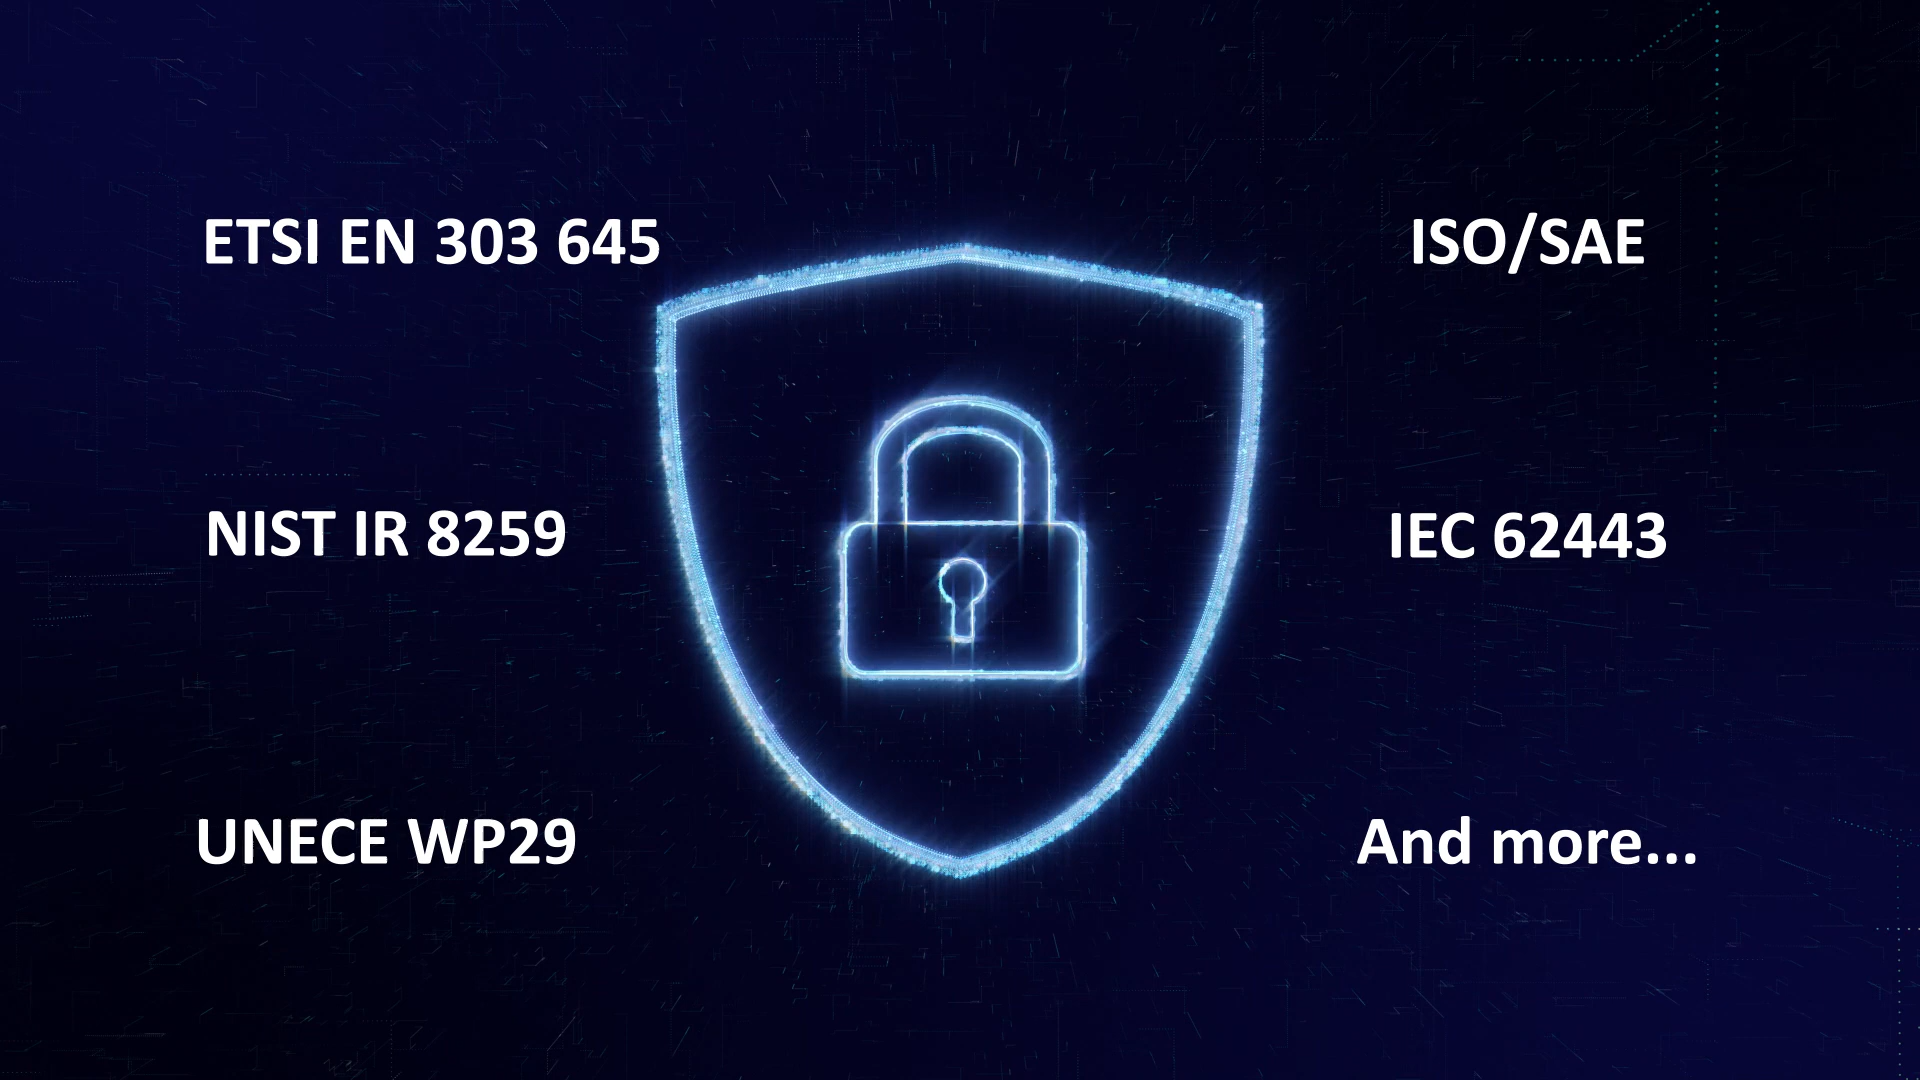 ETSI EN 303 645
ISO/SAE
NIST IR 8259
IEC 62443
UNECE WP29
And more...